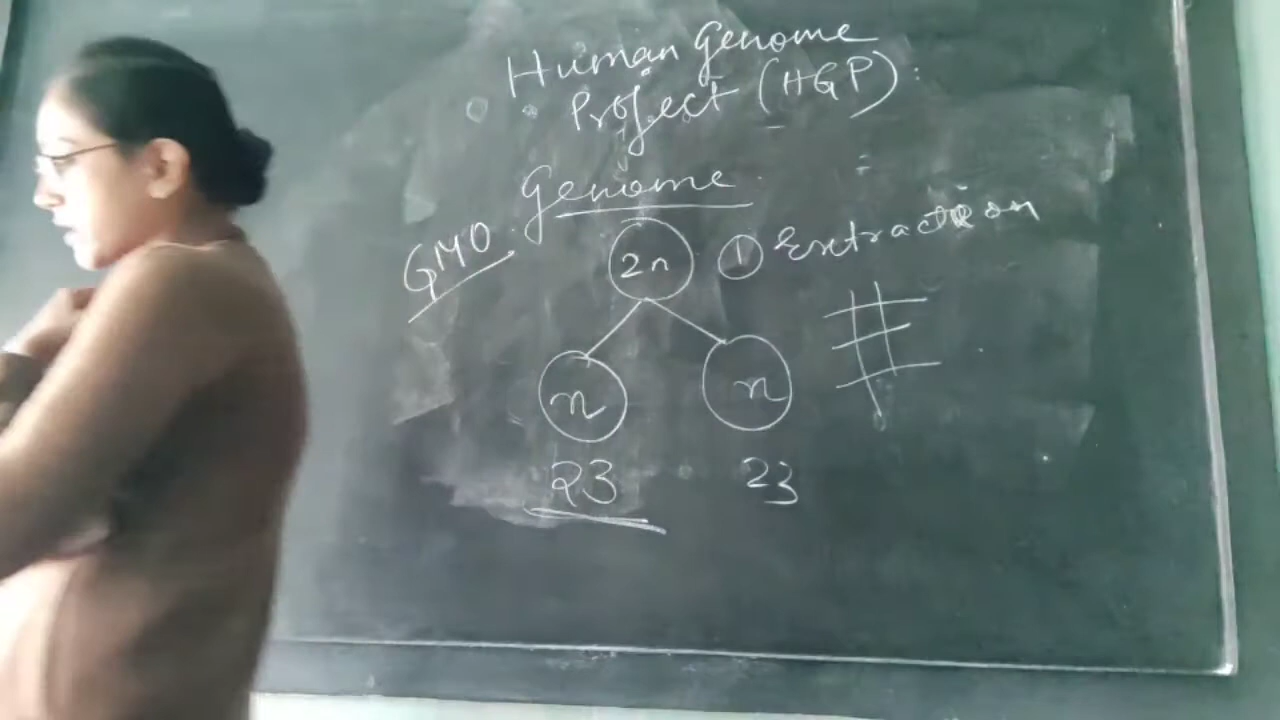 Human Genome
Project (HGP):
Genome
GMO
2n
① Extraction
n
n
23
23